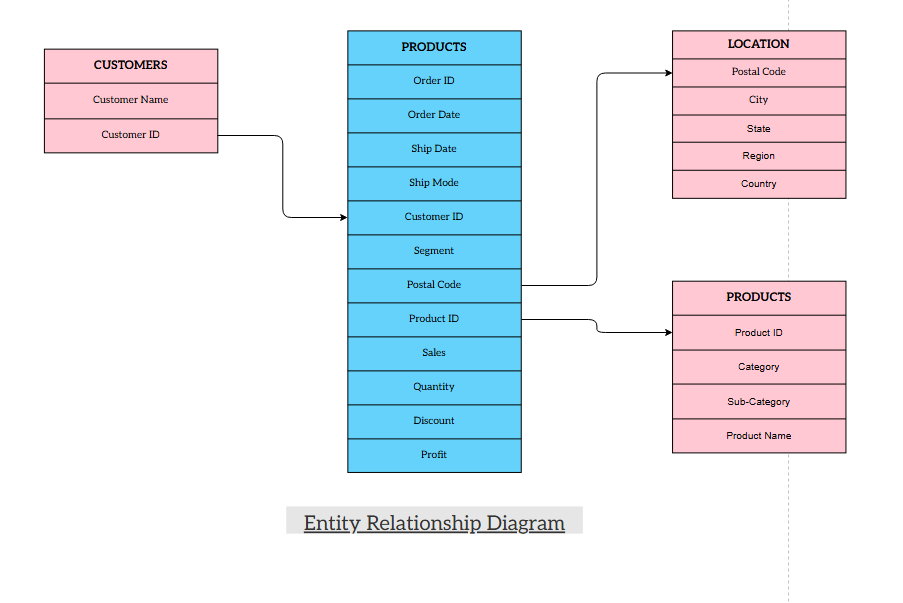 CUSTOMERS
Customer Name
Customer ID
PRODUCTS
Order ID
Order Date
Ship Date
Ship Mode
Customer ID
Segment
Postal Code
Product ID
Sales
Quantity
Discount
Profit
LOCATION
Postal Code
City
State
Region
Country
PRODUCTS
Product ID
Category
Sub-Category
Product Name
Entity Relationship Diagram